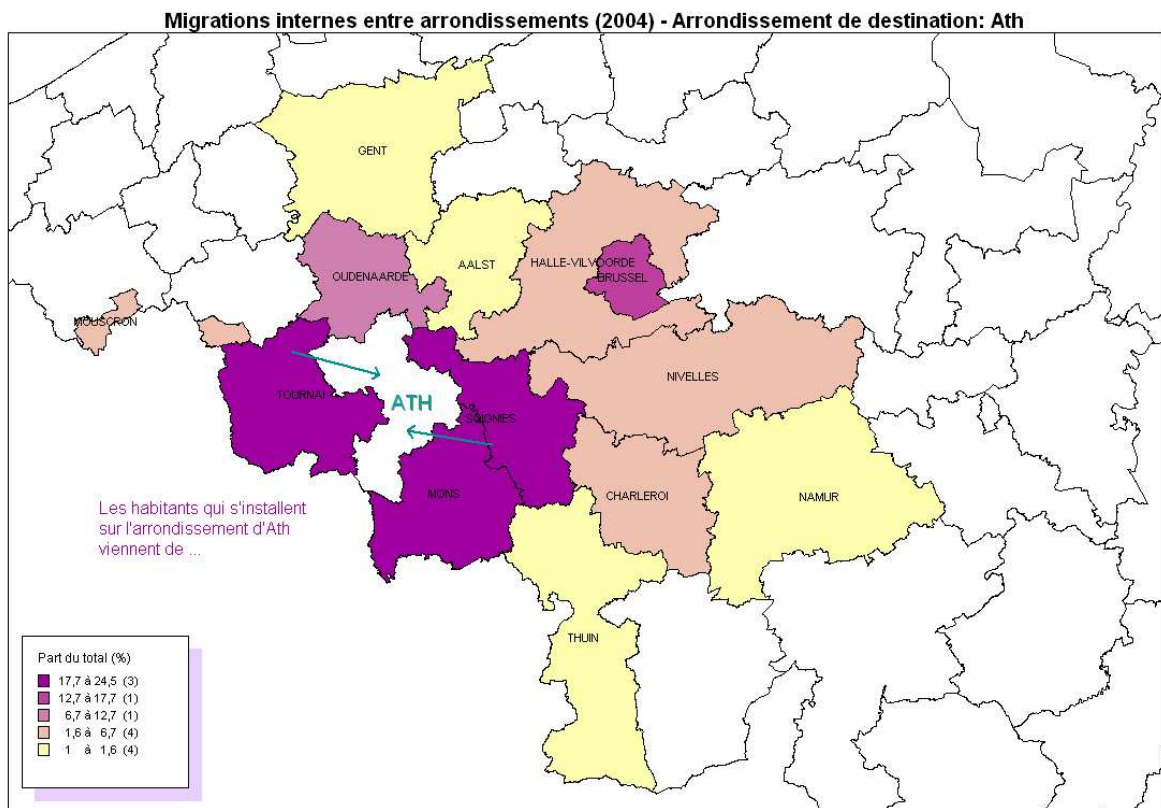 Migrations internes entre arrondissements (2004) - Arrondissement de destination: Ath
GENT
OUDENAARDE
AALST
HALLE-VILVOORDE
BRUSSEL
MOUSCRON
NIVELLES
TOURNAI
ATH
SOIGNIES
MONS
CHARLEROI
NAMUR
Les habitants qui s'installent
sur l'arrondissement d'Ath
viennent de ...
THUIN
Part du total (%)
17,7 à 24,5 (3)
12,7 à 17,7 (1)
6,7 à 12,7 (1)
1,6 à 6,7 (4)
1 à 1,6 (4)